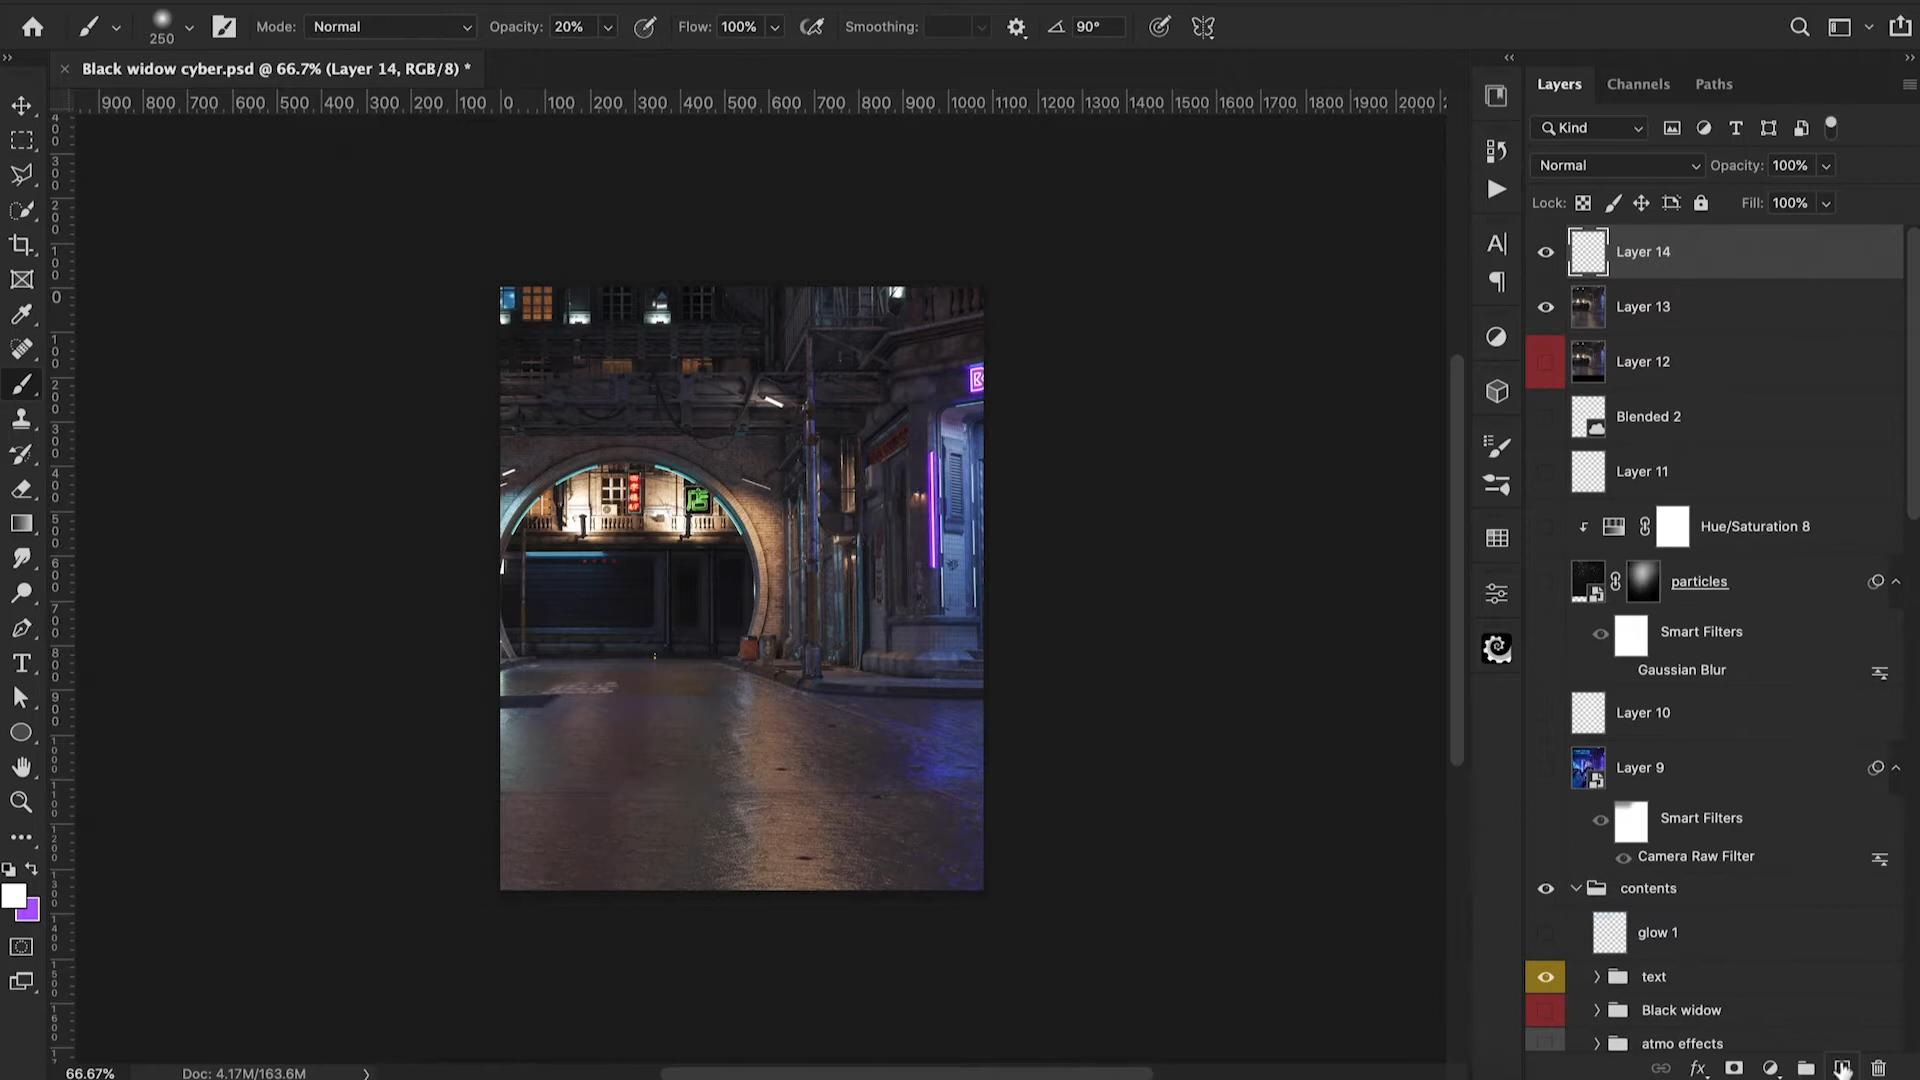 250
Mode:
Normal
Opacity:
20%
Flow:
100%
Smoothing:
90°
Black widow cyber.psd @ 66.7% (Layer 14, RGB/8) *
900 800 700 600 500 400 300 200 100 0 100 200 300 400 500 600 700 800 900 1000 1100 1200 1300 1400 1500 1600 1700 1800 1900 2000
Layers
Channels
Paths
Kind
Normal
Opacity: 100%
Lock:
Fill: 100%
Layer 14
Layer 13
Layer 12
Blended 2
Layer 11
Hue/Saturation 8
particles
Smart Filters
Gaussian Blur
Layer 10
Layer 9
Smart Filters
Camera Raw Filter
contents
glow 1
text
Black widow
atmo effects
店
66.67%
Doc: 4.17M/163.6M